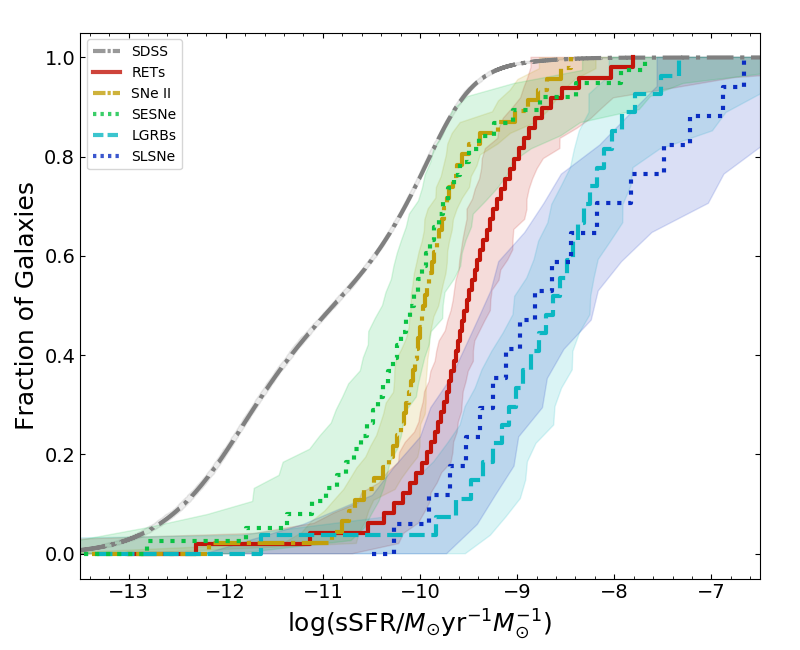 SDSS
RETs
SNe II
SESNe
LGRBs
SLSNe
1.0
0.8
0.6
0.4
0.2
0.0
Fraction of Galaxies
−13 −12 −11 −10 −9 −8 −7
log(sSFR/M⊙yr⁻¹M⊙⁻¹)